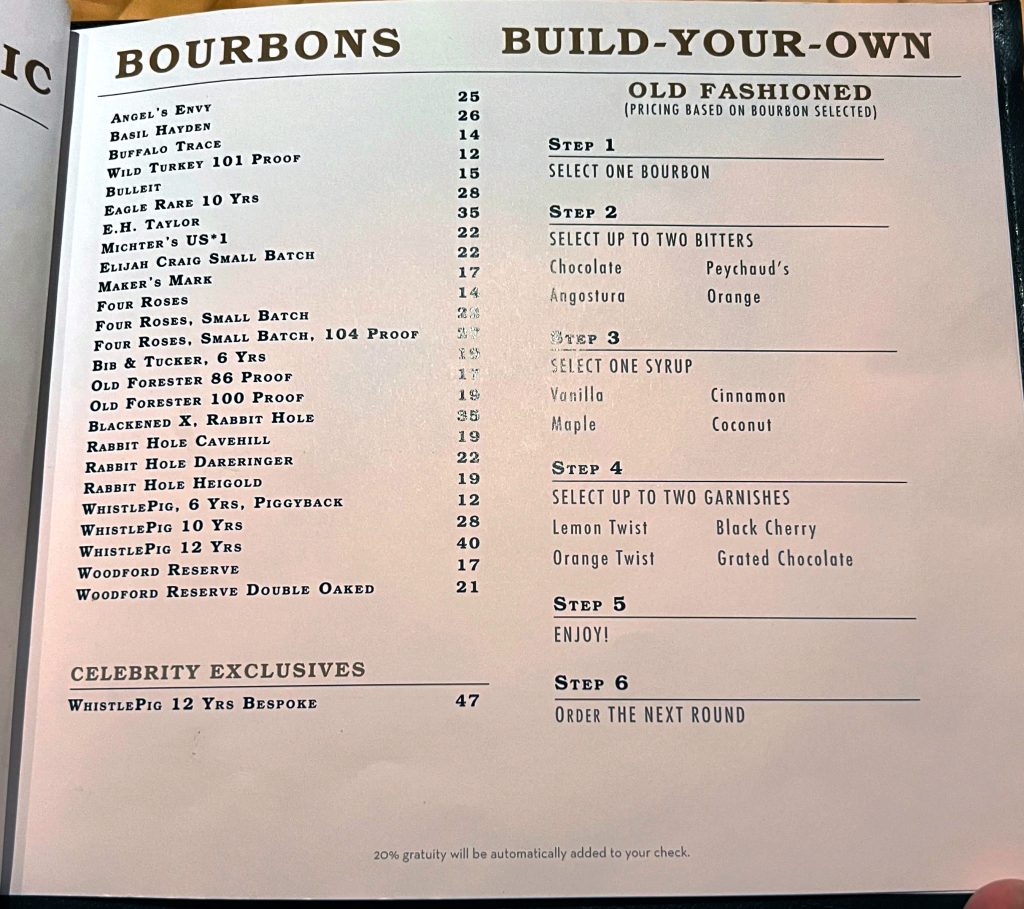 IC
BOURBONS
Angel's Envy 25
Basil Hayden 26
Buffalo Trace 14
Wild Turkey 101 Proof 12
Bulleit 15
Eagle Rare 10 Yrs 28
E.H. Taylor 35
Michter's US*1 22
Elijah Craig Small Batch 22
Maker's Mark 17
Four Roses 14
Four Roses, Small Batch
Four Roses, Small Batch, 104 Proof
Bib & Tucker, 6 Yrs 19
Old Forester 86 Proof 17
Old Forester 100 Proof 19
Blackened X, Rabbit Hole 35
Rabbit Hole Cavehill 19
Rabbit Hole Dareringer 22
Rabbit Hole Heigold 19
WhistlePig, 6 Yrs, Piggyback 12
WhistlePig 10 Yrs 28
WhistlePig 12 Yrs 40
Woodford Reserve 17
Woodford Reserve Double Oaked 21
CELEBRITY EXCLUSIVES
WhistlePig 12 Yrs Bespoke 47
BUILD-YOUR-OWN
OLD FASHIONED
(PRICING BASED ON BOURBON SELECTED)
Step 1
SELECT ONE BOURBON
Step 2
SELECT UP TO TWO BITTERS
Chocolate Peychaud's
Angostura Orange
Step 3
SELECT ONE SYRUP
Vanilla Cinnamon
Maple Coconut
Step 4
SELECT UP TO TWO GARNISHES
Lemon Twist Black Cherry
Orange Twist Grated Chocolate
Step 5
ENJOY!
Step 6
Order THE NEXT ROUND
20% gratuity will be automatically added to your check.